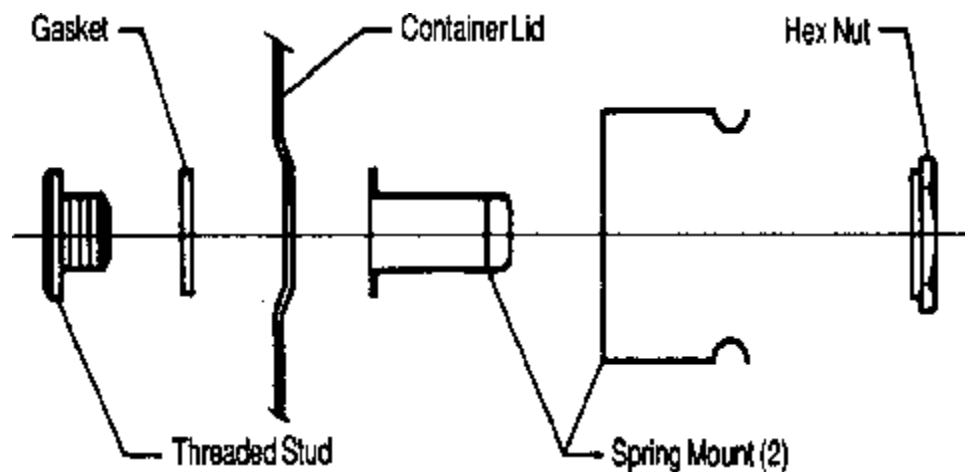 Gasket
Container Lid
Hex Nut
Threaded Stud
Spring Mount (2)